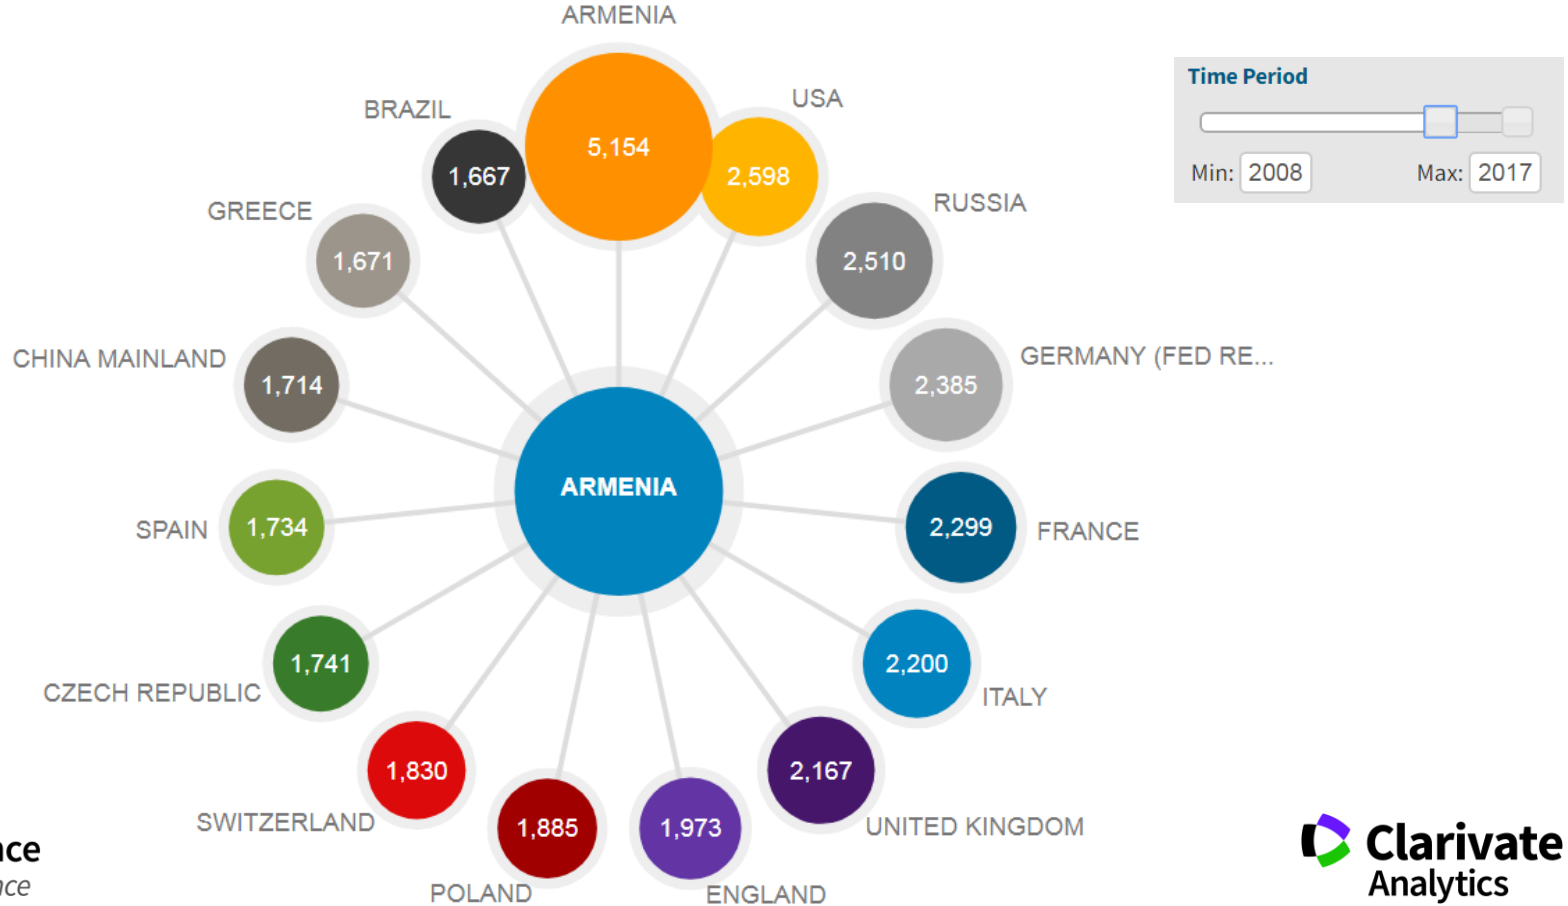 ARMENIA
5,154
USA
2,598
RUSSIA
2,510
GERMANY (FED RE...
2,385
FRANCE
2,299
ITALY
2,200
UNITED KINGDOM
2,167
ENGLAND
1,973
POLAND
1,885
SWITZERLAND
1,830
CZECH REPUBLIC
1,741
SPAIN
1,734
CHINA MAINLAND
1,714
GREECE
1,671
BRAZIL
1,667
ARMENIA
Time Period
Min: 2008 Max: 2017
nce
nce
Clarivate
Analytics